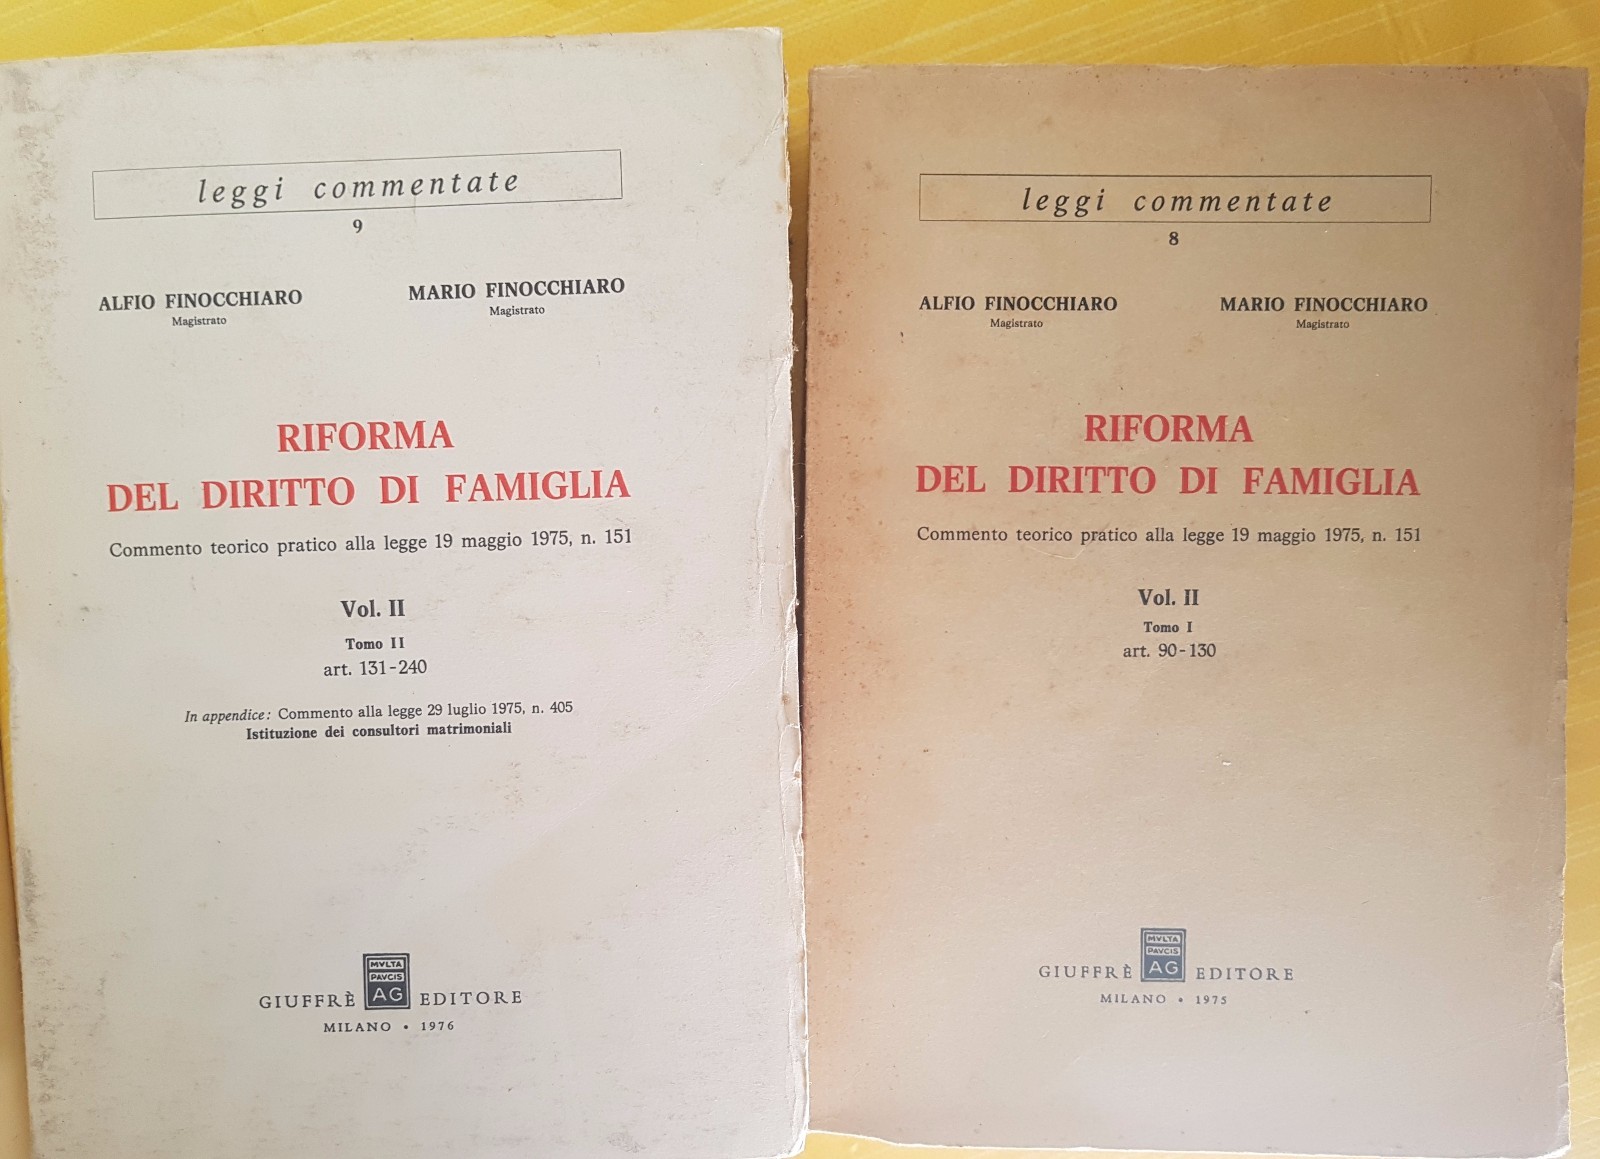 leggi commentate
9
ALFIO FINOCCHIARO
Magistrato
MARIO FINOCCHIARO
Magistrato
RIFORMA
DEL DIRITTO DI FAMIGLIA
Commento teorico pratico alla legge 19 maggio 1975, n. 151
Vol. II
Tomo II
art. 131-240
In appendice: Commento alla legge 29 luglio 1975, n. 405
Istituzione dei consultori matrimoniali
MVLTA
PAVCIS
GIUFFRÈ AG EDITORE
MILANO • 1976
leggi commentate
8
ALFIO FINOCCHIARO
Magistrato
MARIO FINOCCHIARO
Magistrato
RIFORMA
DEL DIRITTO DI FAMIGLIA
Commento teorico pratico alla legge 19 maggio 1975, n. 151
Vol. II
Tomo I
art. 90-130
MVLTA
PAVCIS
GIUFFRÈ AG EDITORE
MILANO • 1975